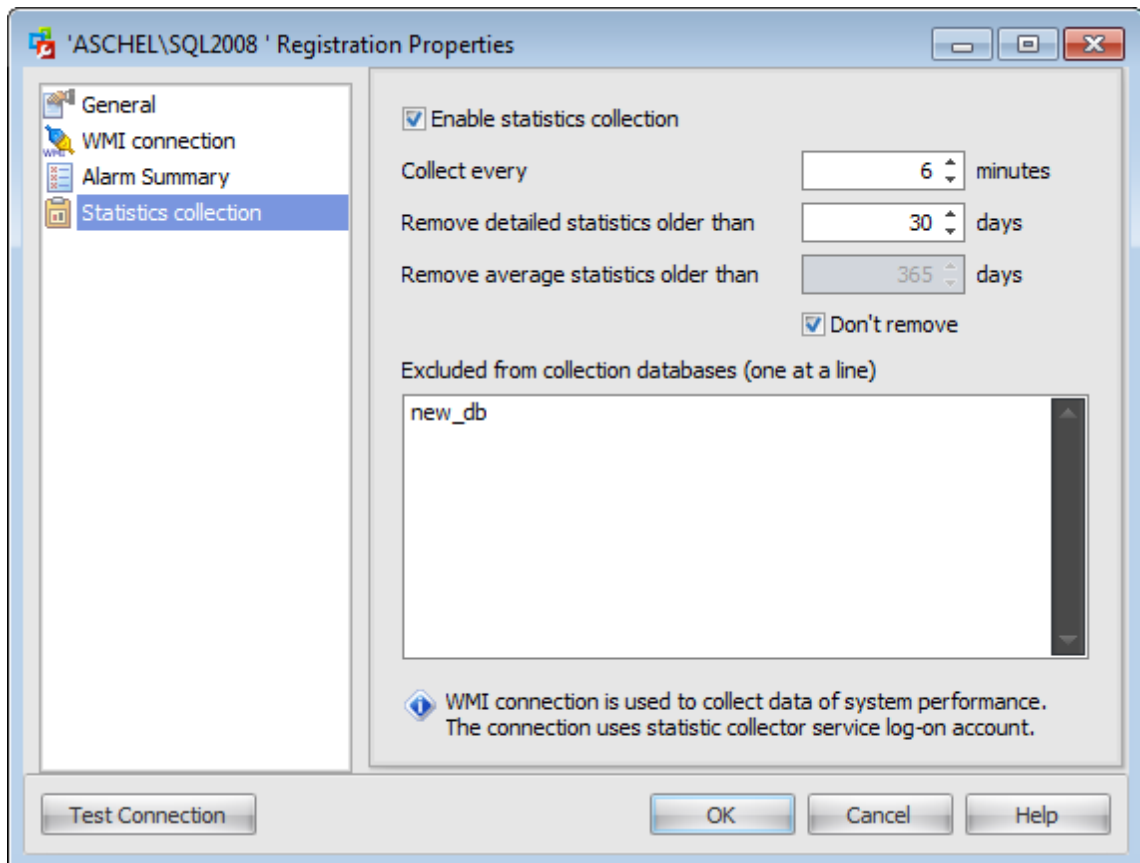 'ASCHEL\SQL2008 ' Registration Properties
General
WMI connection
Alarm Summary
Statistics collection
Enable statistics collection
Collect every 6 minutes
Remove detailed statistics older than 30 days
Remove average statistics older than 365 days
Don't remove
Excluded from collection databases (one at a line)
new_db
WMI connection is used to collect data of system performance.
The connection uses statistic collector service log-on account.
Test Connection OK Cancel Help